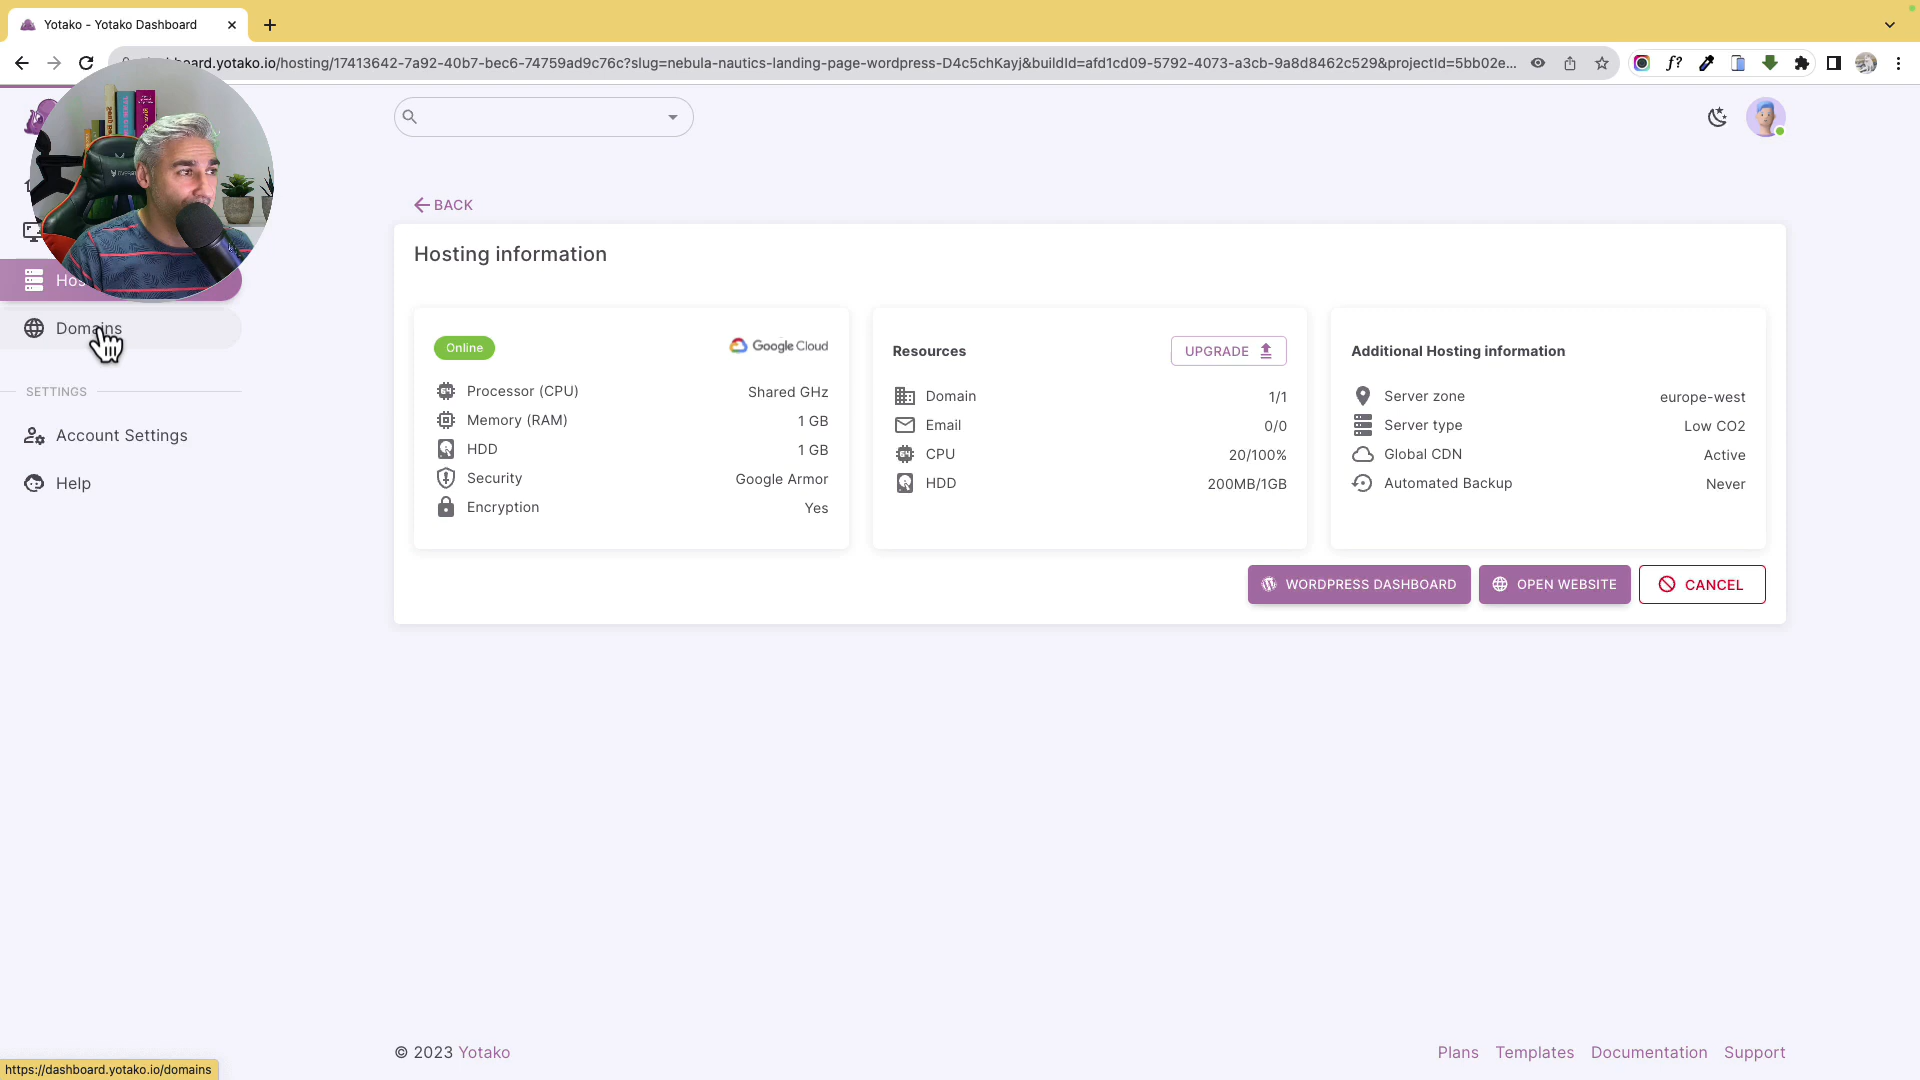 Yotako - Yotako Dashboard
board.yotako.io/hosting/17413642-7a92-40b7-bec6-74759ad9c76c?slug=nebula-nautics-landing-page-wordpress-D4c5chKayj&buildId=afd1cd09-5792-4073-a3cb-9a8d8462c529&projectId=5bb02e...
f?
BACK
Hosting information
Domains
SETTINGS
Account Settings
Help
Online
Google Cloud
Processor (CPU) Shared GHz
Memory (RAM) 1 GB
HDD 1 GB
Security Google Armor
Encryption Yes
Resources
UPGRADE
Domain 1/1
Email 0/0
CPU 20/100%
HDD 200MB/1GB
Additional Hosting information
Server zone europe-west
Server type Low CO2
Global CDN Active
Automated Backup Never
WORDPRESS DASHBOARD
OPEN WEBSITE
CANCEL
© 2023 Yotako
Plans Templates Documentation Support
https://dashboard.yotako.io/domains